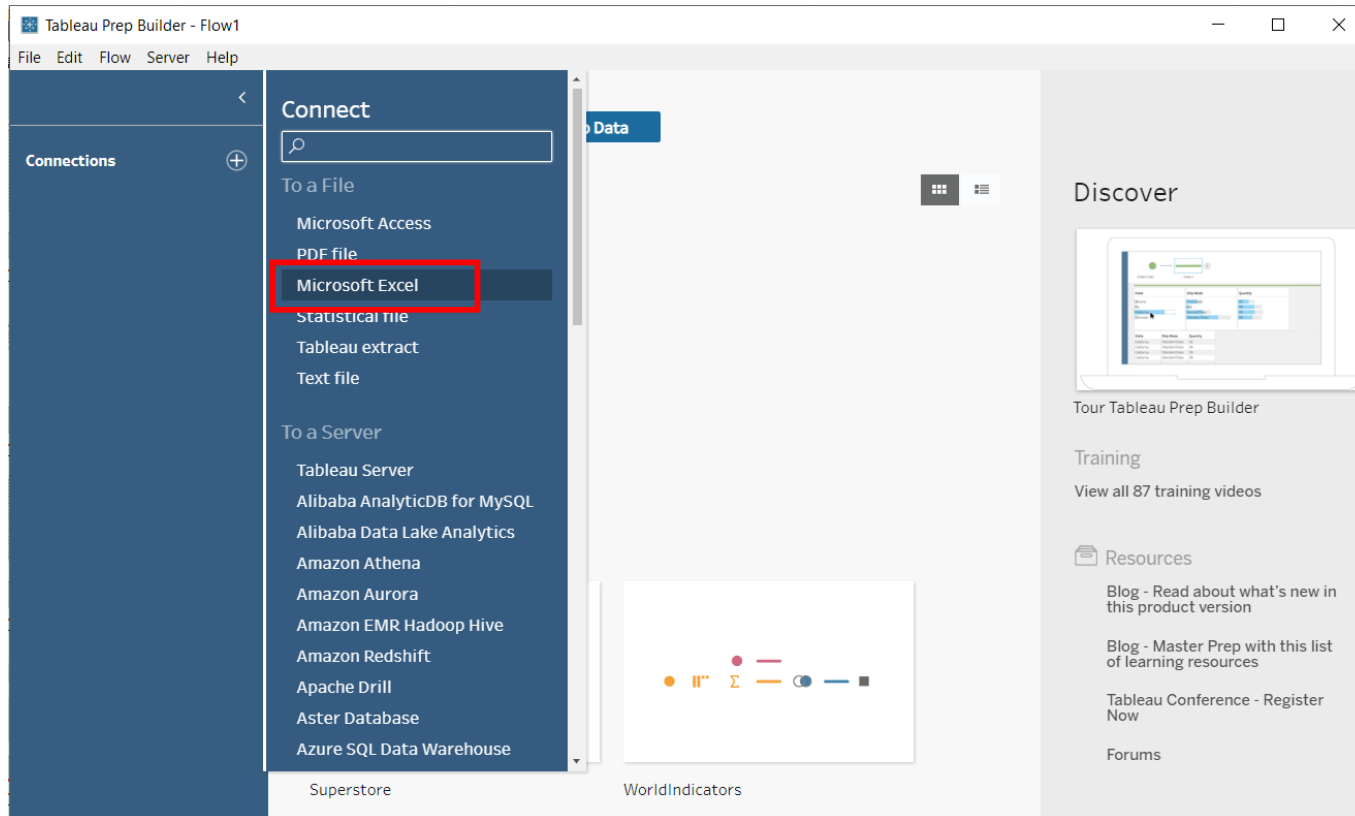 Tableau Prep Builder - Flow1
File Edit Flow Server Help
Connections
Connect
To a File
Microsoft Access
PDF file
Microsoft Excel
Statistical file
Tableau extract
Text file
To a Server
Tableau Server
Alibaba AnalyticDB for MySQL
Alibaba Data Lake Analytics
Amazon Athena
Amazon Aurora
Amazon EMR Hadoop Hive
Amazon Redshift
Apache Drill
Aster Database
Azure SQL Data Warehouse
Data
Superstore
WorldIndicators
Discover
Tour Tableau Prep Builder
Training
View all 87 training videos
Resources
Blog - Read about what's new in
this product version
Blog - Master Prep with this list
of learning resources
Tableau Conference - Register
Now
Forums